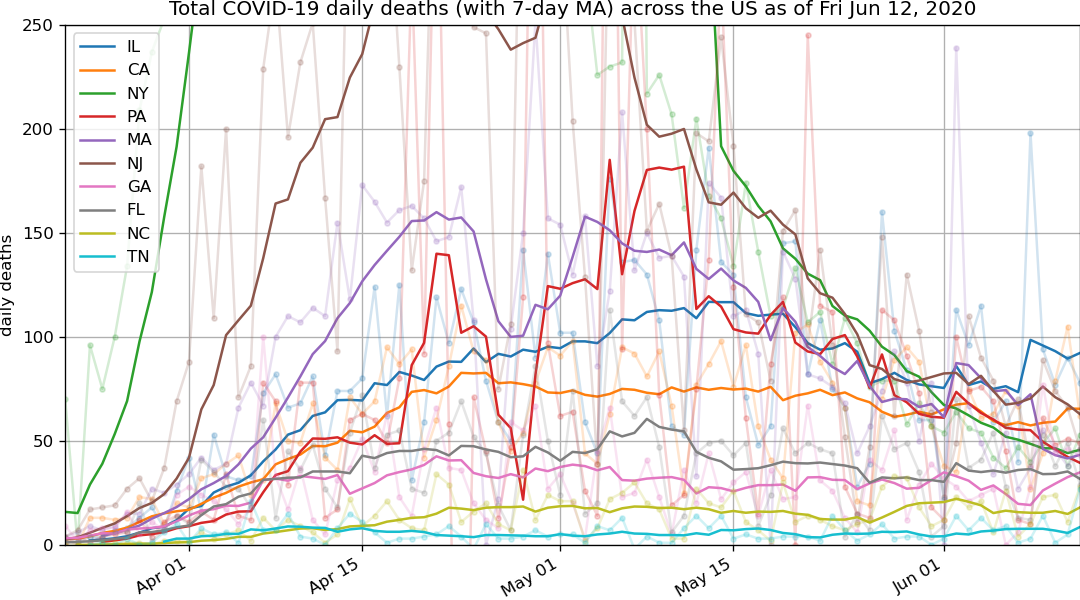 Total COVID-19 daily deaths (with 7-day MA) across the US as of Fri Jun 12, 2020
250
200
150
100
50
0
daily deaths
IL
CA
NY
PA
MA
NJ
GA
FL
NC
TN
Apr 01
Apr 15
May 01
May 15
Jun 01